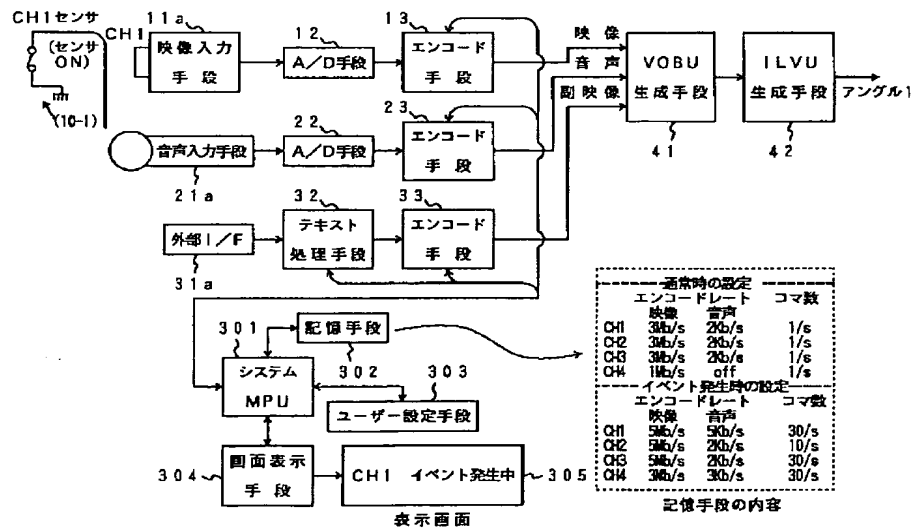 CH1センサ
(センサ
ON)
(10-1)
CH1
11a
映像入力
手段
12
A/D手段
13
エンコード
手段
映像
音声
副映像
VOBU
生成手段
41
ILVU
生成手段
42
アングル1
音声入力手段
21a
22
A/D手段
23
エンコード
手段
外部I/F
31a
32
テキスト
処理手段
33
エンコード
手段
301
システム
MPU
記憶手段
302
303
ユーザー設定手段
304
画面表示
手段
CH1 イベント発生中
305
表示画面
通常時の設定
エンコードレート コマ数
映像 音声
CH1 3Mb/s 2Kb/s 1/s
CH2 3Mb/s 2Kb/s 1/s
CH3 3Mb/s 2Kb/s 1/s
CH4 1Mb/s off 1/s
イベント発生時の設定
エンコードレート コマ数
映像 音声
CH1 5Mb/s 5Kb/s 30/s
CH2 5Mb/s 2Kb/s 10/s
CH3 5Mb/s 2Kb/s 30/s
CH4 3Kb/s 30/s
記憶手段の内容